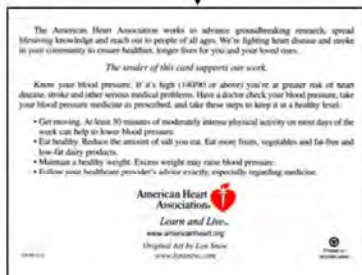 The American Heart Association works to advance groundbreaking research, spread
lifesaving knowledge and reach out to people of all ages. We're fighting heart disease and stroke
in your community to ensure healthier, longer lives for you and your loved ones.
The sender of this card supports our work.
Know your blood pressure. If it's high (140/90 or above) you're at greater risk of heart
disease, stroke and other serious medical problems. Have a doctor check your blood pressure, take
your blood pressure medicine as prescribed, and take these steps to keep it at a healthy level:
• Get moving. At least 30 minutes of moderately intense physical activity on most days of the
week can help to lower blood pressure.
• Eat healthy. Reduce the amount of salt you eat. Eat more fruits, vegetables and fat-free and
low-fat dairy products.
• Maintain a healthy weight. Excess weight may raise blood pressure.
• Follow your healthcare provider's advice exactly, especially regarding medicine.
American Heart
Association
Learn and Live
www.americanheart.org
Original Art by Lyn Snow
www.lynsnow.com